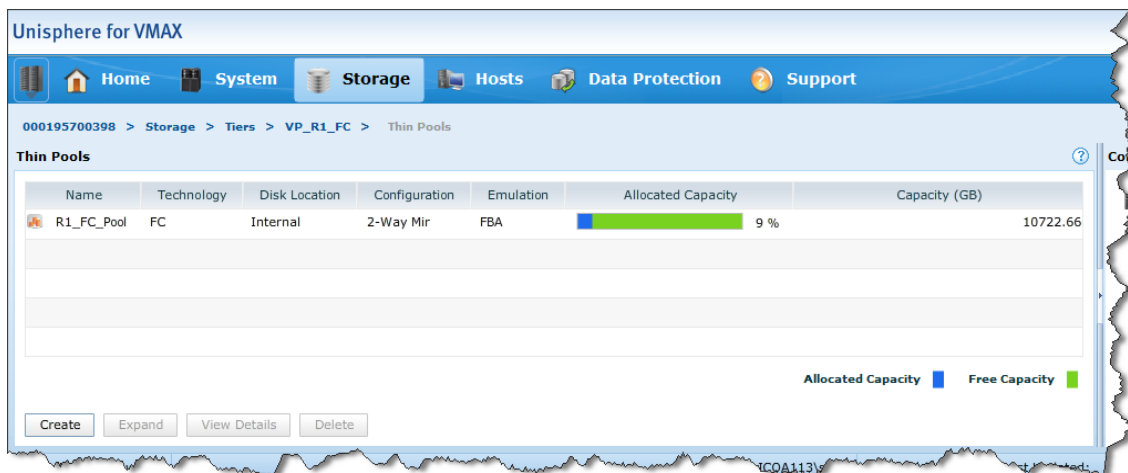 Unisphere for VMAX
Home System Storage Hosts Data Protection ? Support
000195700398 > Storage > Tiers > VP_R1_FC > Thin Pools
Thin Pools ?
Name Technology Disk Location Configuration Emulation Allocated Capacity Capacity (GB)
R1_FC_Pool FC Internal 2-Way Mir FBA 9 % 10722.66
Allocated Capacity Free Capacity
Create Expand View Details Delete